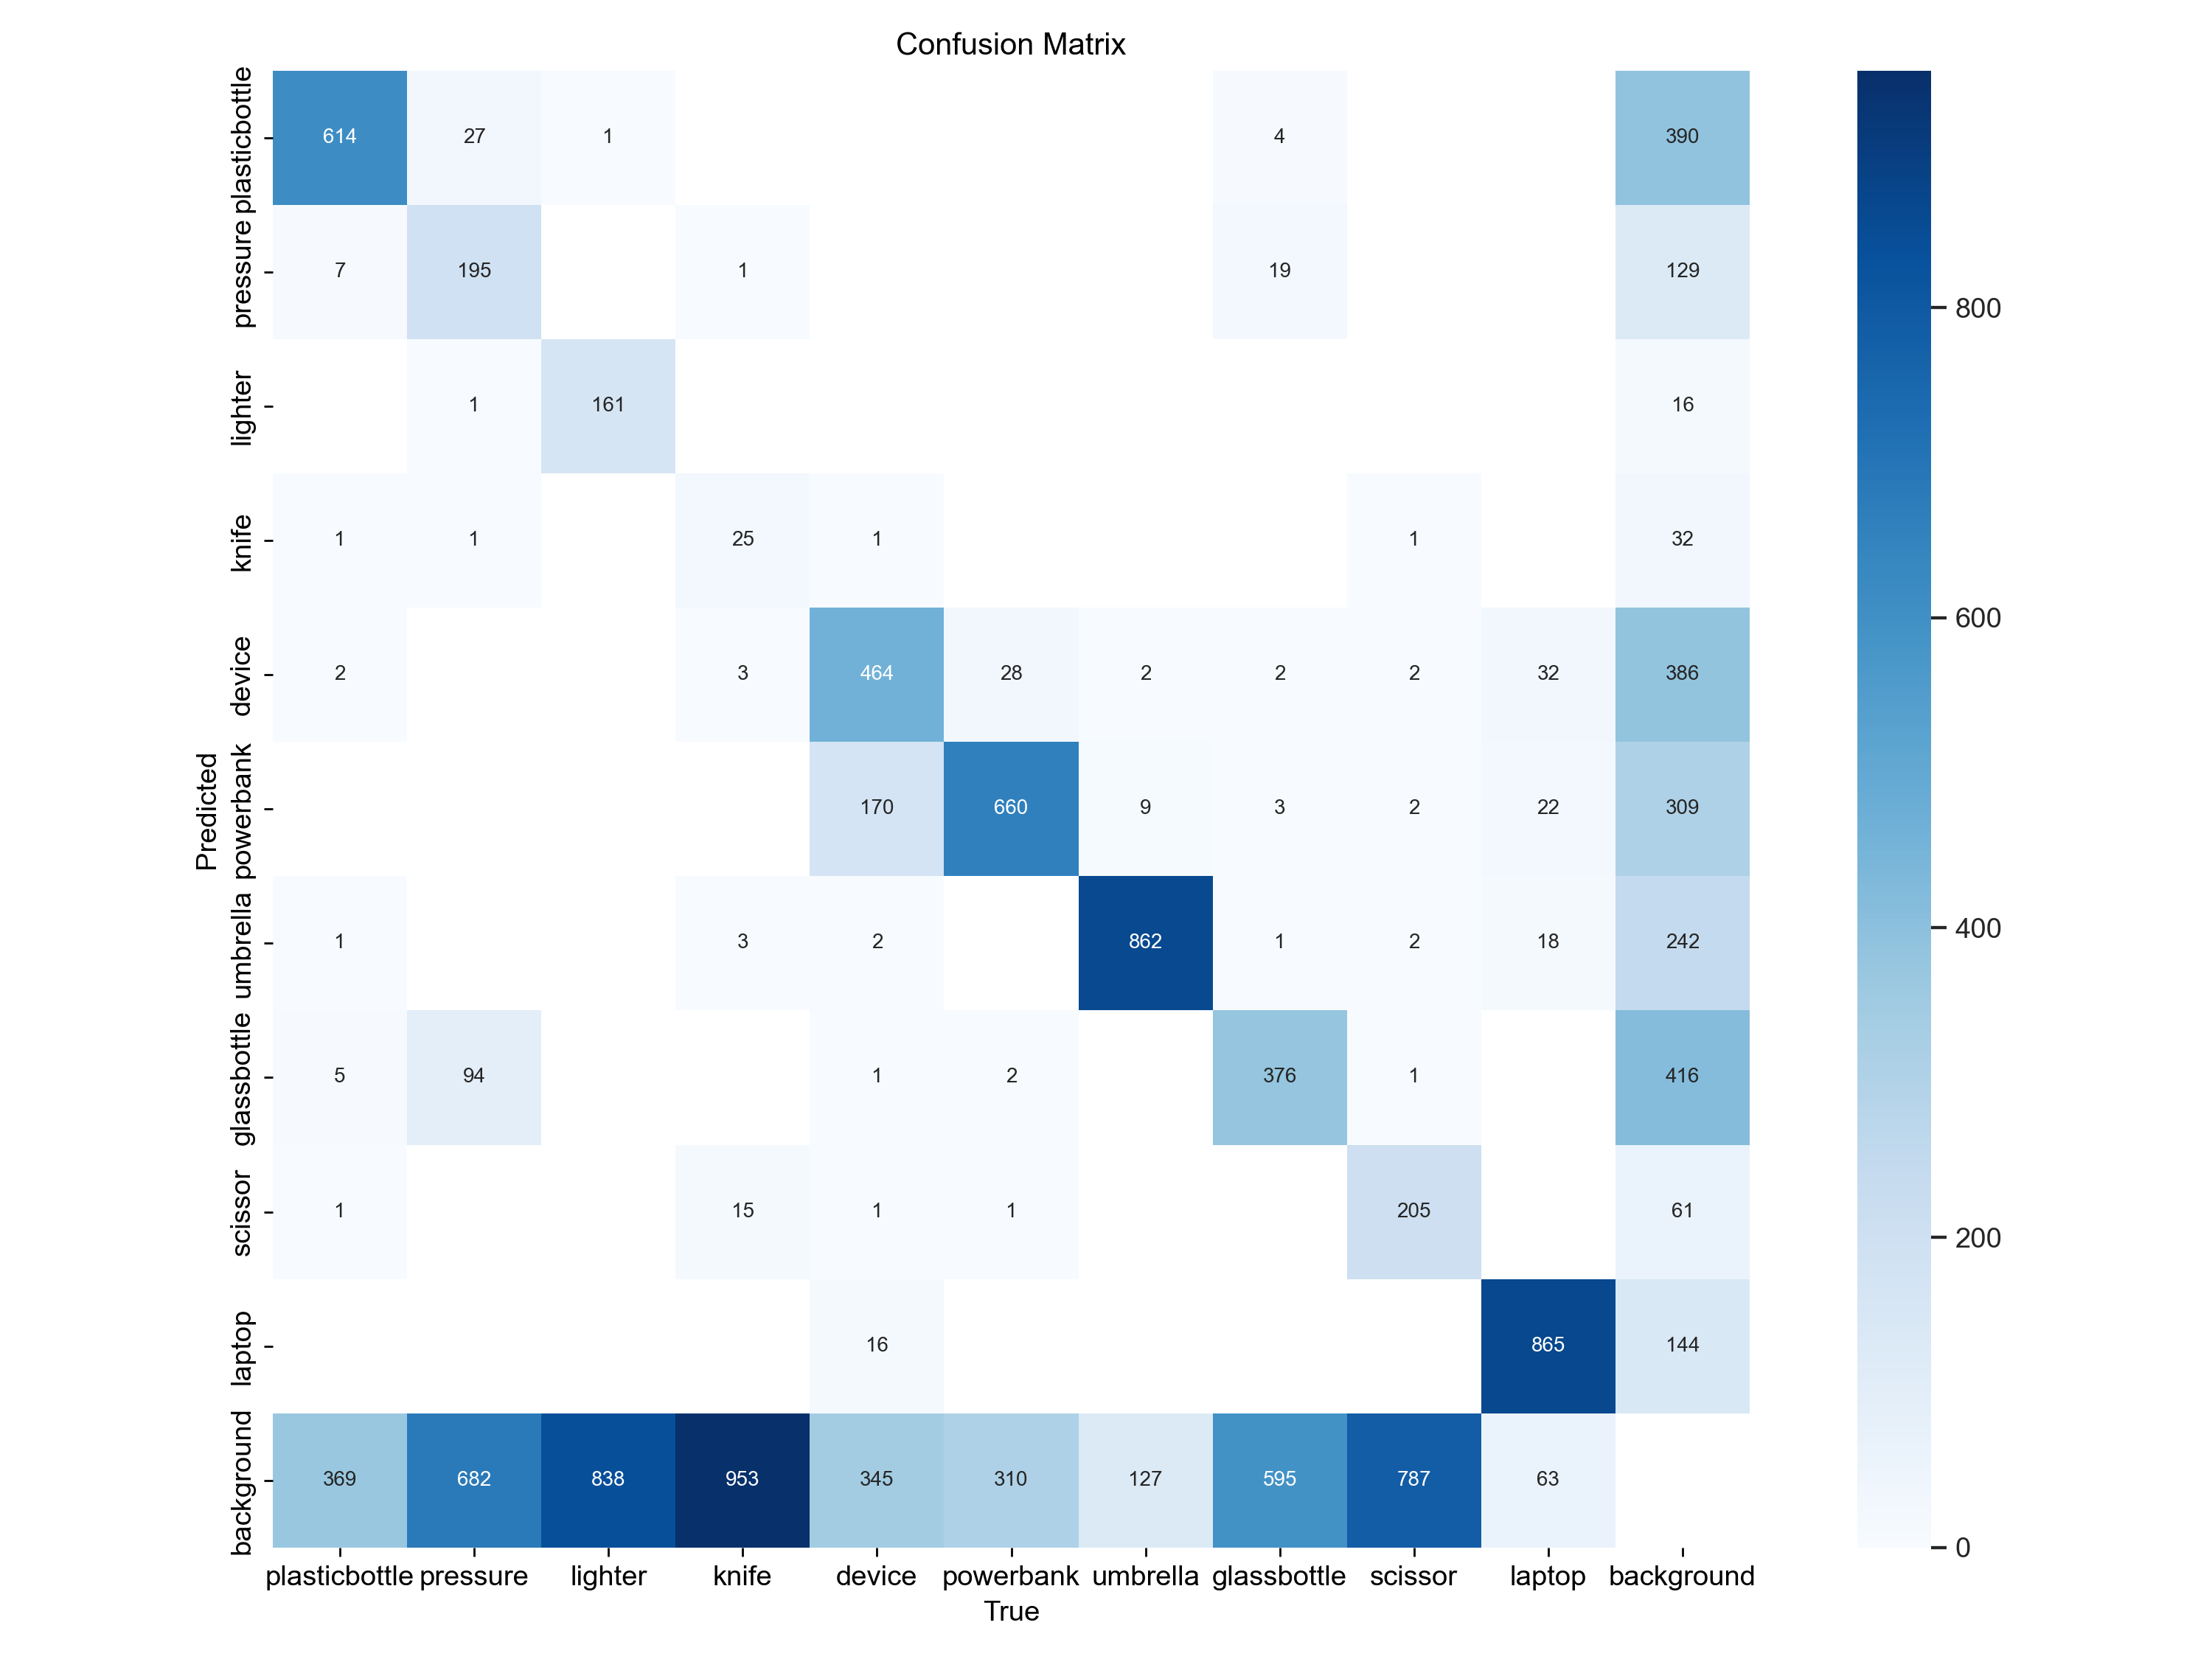 Confusion Matrix
plasticbottle 614 27 1 4 390
pressure 7 195 1 19 129
lighter 1 161 16
knife 1 1 25 1 1 32
device 2 3 464 28 2 2 2 32 386
powerbank 170 660 9 3 2 22 309
umbrella 1 3 2 862 1 2 18 242
glassbottle 5 94 1 2 376 1 416
scissor 1 15 1 1 205 61
laptop 16 865 144
background 369 682 838 953 345 310 127 595 787 63
plasticbottle pressure lighter knife device powerbank umbrella glassbottle scissor laptop background
True
Predicted
800
600
400
200
0